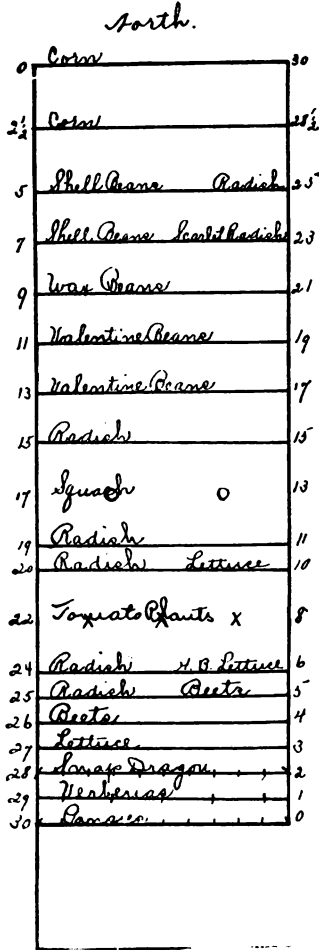 North.
0 Corn 30
2½ Corn 28½
5 Shell Beans Radish 25
7 Shell Beans Scarlet Radish 23
9 Wax Beans 21
11 Valentine Beans 19
13 Valentine Beans 17
15 Radish 15
17 Squash 13
19 Radish 11
20 Radish Lettuce 10
22 Tomato Plants x 8
24 Radish H.B. Lettuce 6
25 Radish Beets 5
26 Beets 4
27 Lettuce 3
28 Snap Dragon 2
29 Verbenas 1
30 0